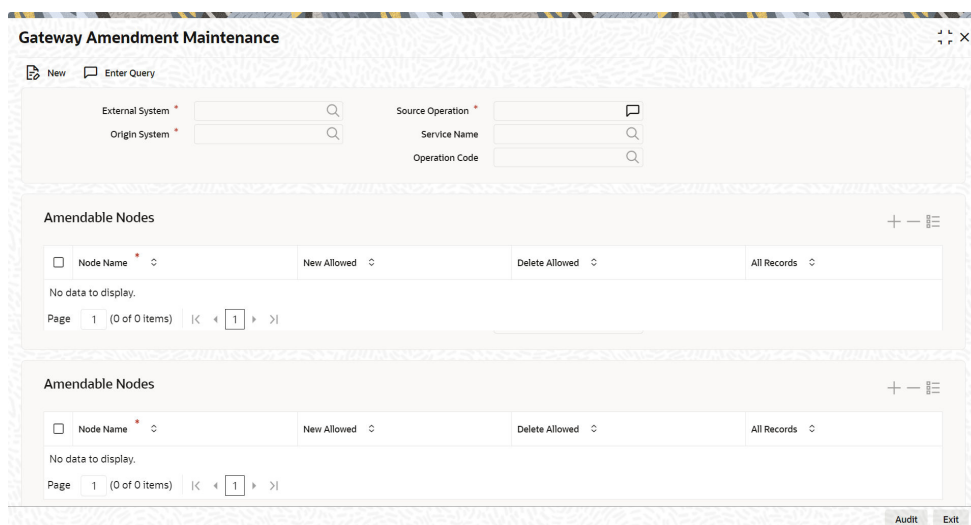 Gateway Amendment Maintenance
New Enter Query
External System * Source Operation *
Origin System * Service Name
Operation Code
Amendable Nodes
Node Name * New Allowed Delete Allowed All Records
No data to display.
Page 1 (0 of 0 items) 1
Amendable Nodes
Node Name * New Allowed Delete Allowed All Records
No data to display.
Page 1 (0 of 0 items) 1
Audit Exit